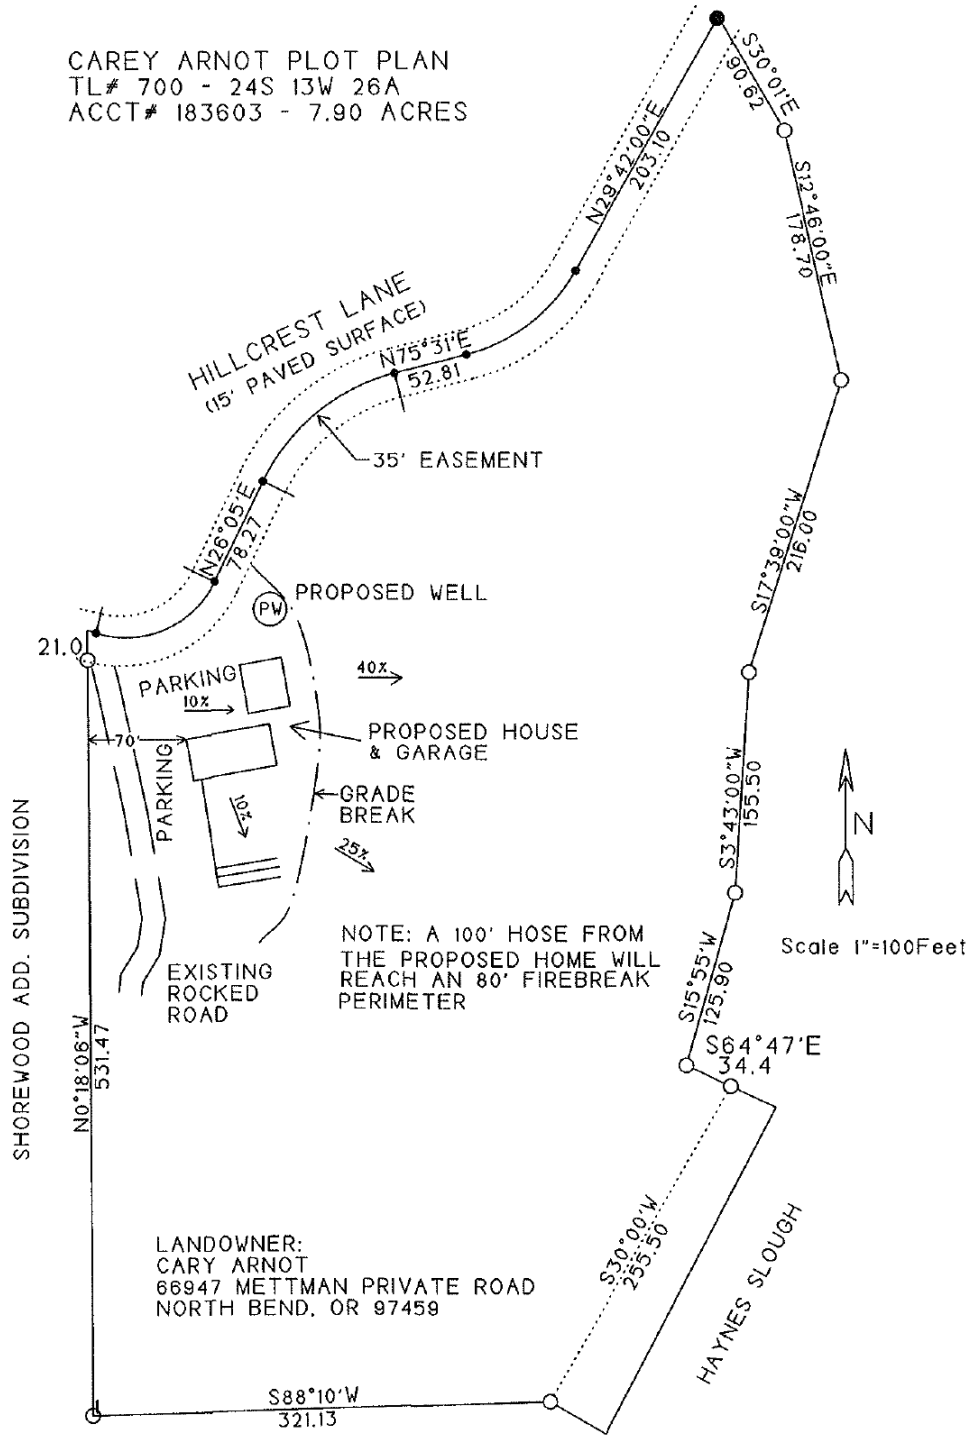 CAREY ARNOT PLOT PLAN
TL# 700 - 24S 13W 26A
ACCT# 183603 - 7.90 ACRES
S30°01'E
90.62
N29°42'00"E
203.10
S12°46'00"E
178.70
HILLCREST LANE
(15' PAVED SURFACE)
N75°31'E
52.81
35' EASEMENT
N26°05'E
78.27
S17°39'00"W
216.00
PW
PROPOSED WELL
21.0
PARKING
10%
40%
PROPOSED HOUSE
& GARAGE
70'
PARKING
10%
GRADE
BREAK
25%
S3°43'00"W
155.50
N
Scale 1"=100Feet
SHOREWOOD ADD. SUBDIVISION
NOTE: A 100' HOSE FROM
THE PROPOSED HOME WILL
REACH AN 80' FIREBREAK
PERIMETER
EXISTING
ROCKED
ROAD
S15°55'W
125.90
S64°47'E
34.4
N0°18'06"W
531.47
S30°00'W
255.50
HAYNES SLOUGH
LANDOWNER:
CARY ARNOT
66947 METTMAN PRIVATE ROAD
NORTH BEND, OR 97459
S88°10'W
321.13